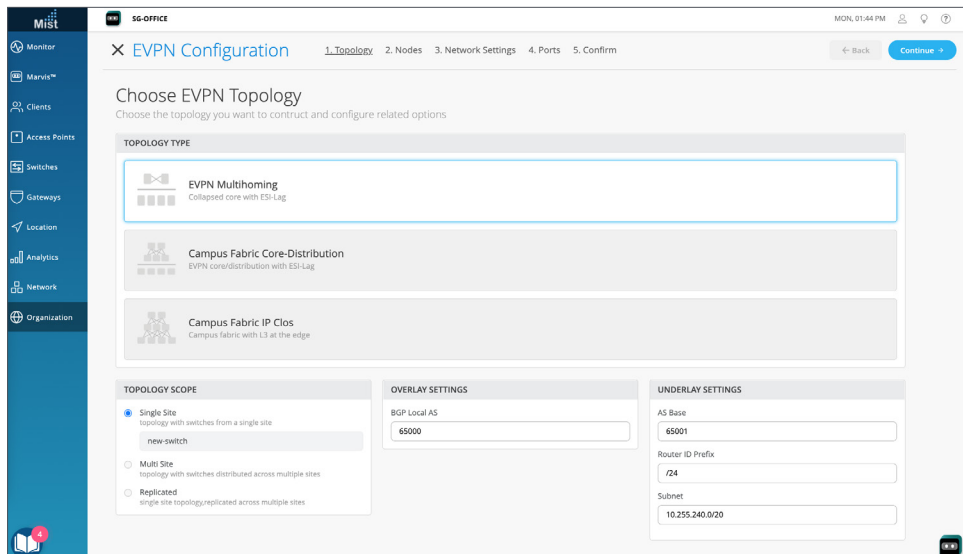 Mist
SG-OFFICE
MON, 01:44 PM
Monitor
Marvis™
Clients
Access Points
Switches
Gateways
Location
Analytics
Network
Organization
4
EVPN Configuration
1. Topology 2. Nodes 3. Network Settings 4. Ports 5. Confirm
← Back
Continue →
Choose EVPN Topology
Choose the topology you want to contruct and configure related options
TOPOLOGY TYPE
EVPN Multihoming
Collapsed core with ESI-Lag
Campus Fabric Core-Distribution
EVPN core/distribution with ESI-Lag
Campus Fabric IP Clos
Campus fabric with L3 at the edge
TOPOLOGY SCOPE
Single Site
topology with switches from a single site
new-switch
Multi Site
topology with switches distributed across multiple sites
Replicated
single site topology,replicated across multiple sites
OVERLAY SETTINGS
BGP Local AS
65000
UNDERLAY SETTINGS
AS Base
65001
Router ID Prefix
/24
Subnet
10.255.240.0/20